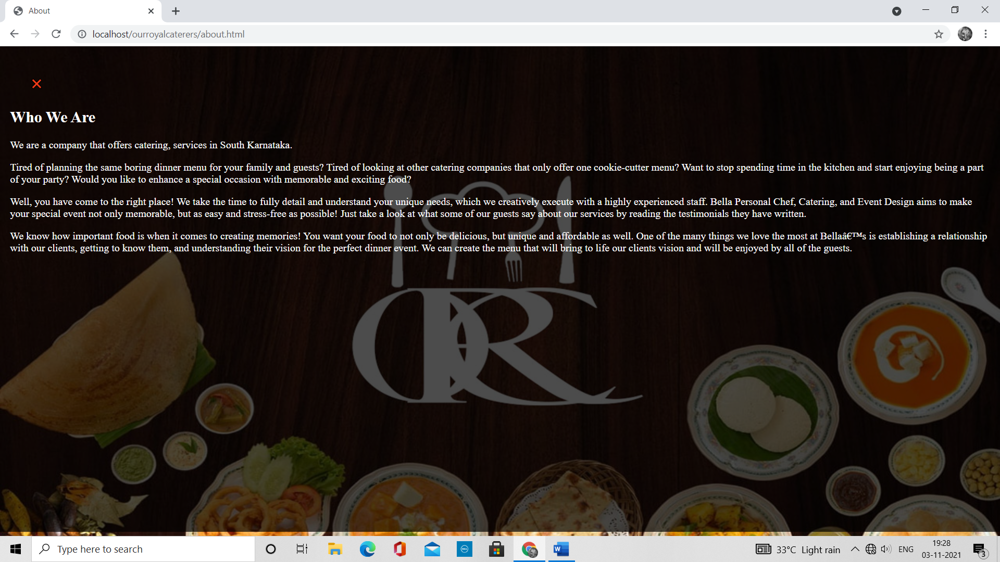 About
localhost/ourroyalcaterers/about.html
Who We Are
We are a company that offers catering, services in South Karnataka.
Tired of planning the same boring dinner menu for your family and guests? Tired of looking at other catering companies that only offer one cookie-cutter menu? Want to stop spending time in the kitchen and start enjoying being a part
of your party? Would you like to enhance a special occasion with memorable and exciting food?
Well, you have come to the right place! We take the time to fully detail and understand your unique needs, which we creatively execute with a highly experienced staff. Bella Personal Chef, Catering, and Event Design aims to make
your special event not only memorable, but as easy and stress-free as possible! Just take a look at what some of our guests say about our services by reading the testimonials they have written.
We know how important food is when it comes to creating memories! You want your food to not only be delicious, but unique and affordable as well. One of the many things we love the most at Bellaâ€™s is establishing a relationship
with our clients, getting to know them, and understanding their vision for the perfect dinner event. We can create the menu that will bring to life our clients vision and will be enjoyed by all of the guests.
ORC
Type here to search
DELL
W
33°C Light rain
ENG
19:28
03-11-2021
3